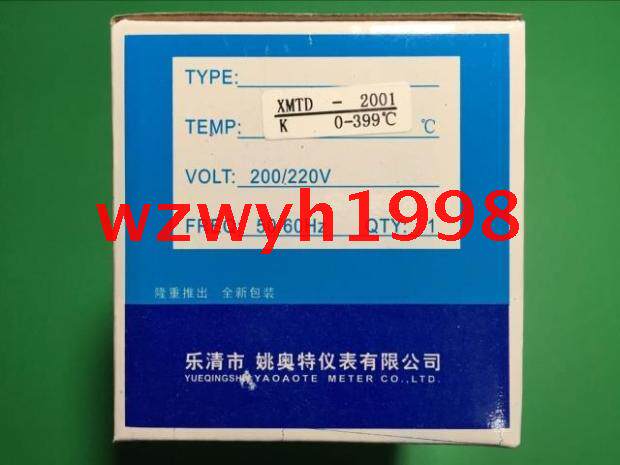 TYPE:
XMTD - 2001
TEMP: K 0-399℃ ℃
VOLT: 200/220V
wzwyh1998
FREQ: 50/60Hz QTY: 1
隆重推出 全新包装
乐清市 姚奥特仪表有限公司
YUEQINGSHI YAOAOTE METER CO.,LTD.